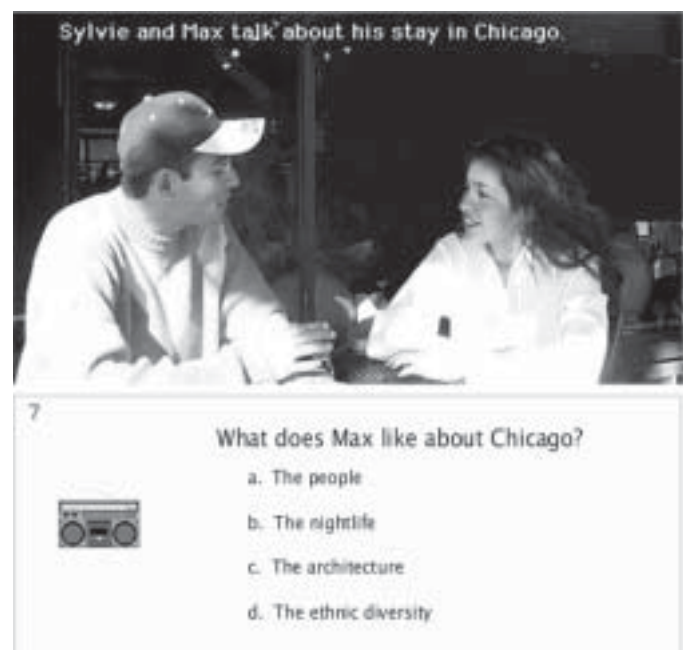 Sylvie and Max talk about his stay in Chicago.
7
What does Max like about Chicago?
a. The people
b. The nightlife
c. The architecture
d. The ethnic diversity